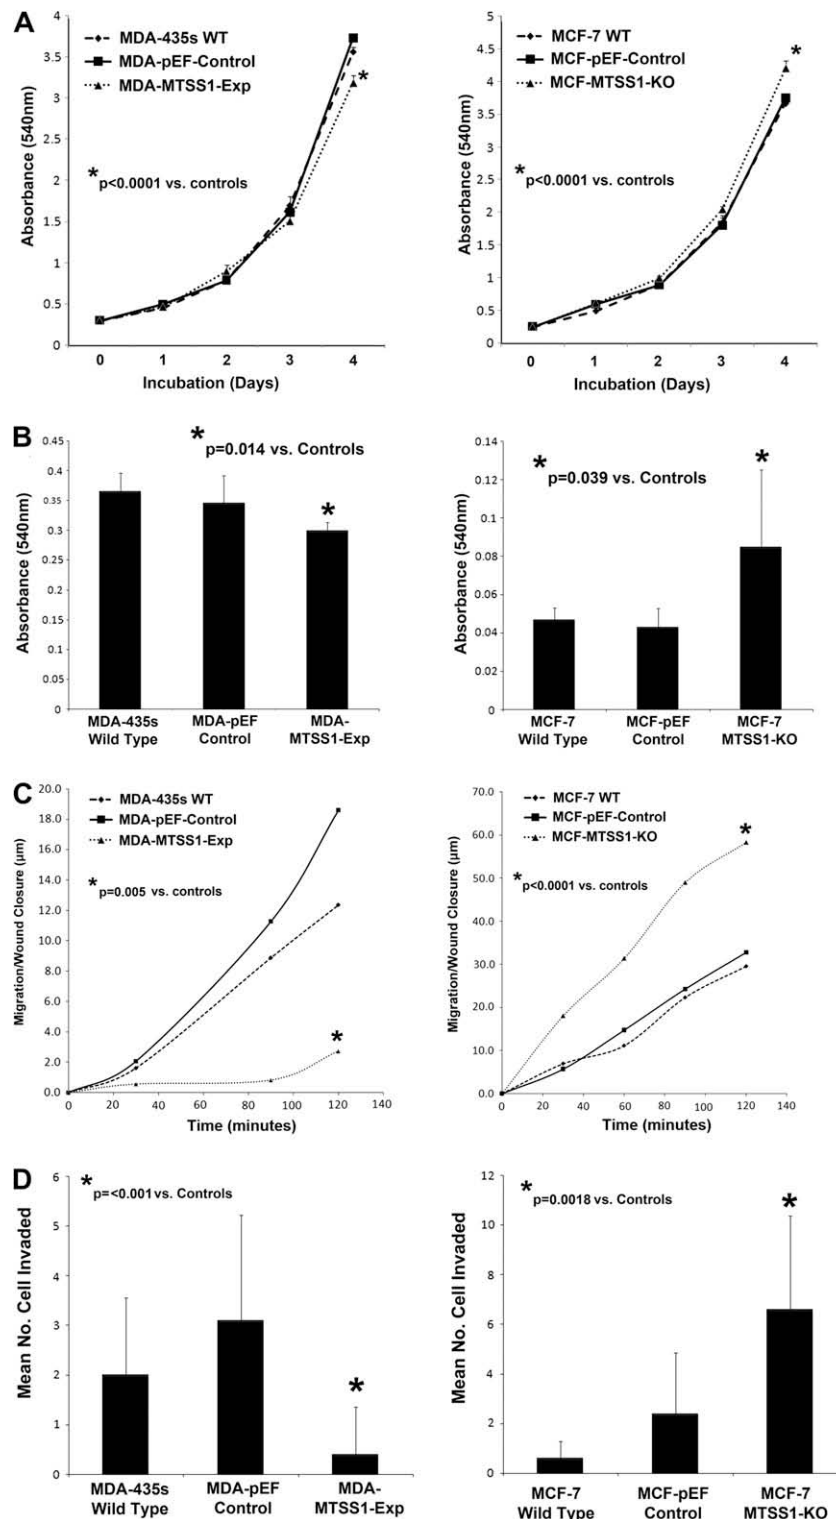 A
MDA-435s WT
MDA-pEF-Control
MDA-MTSS1-Exp
* p<0.0001 vs. controls
*
Absorbance (540nm)
4
3.5
3
2.5
2
1.5
1
0.5
0
0 1 2 3 4
Incubation (Days)
MCF-7 WT
MCF-pEF-Control
MCF-MTSS1-KO
* p<0.0001 vs. controls
*
Absorbance (540nm)
5
4.5
4
3.5
3
2.5
2
1.5
1
0.5
0
0 1 2 3 4
Incubation (Days)
B
* p=0.014 vs. Controls
*
Absorbance (540nm)
0.45
0.4
0.35
0.3
0.25
0.2
0.15
0.1
0.05
0
MDA-435s Wild Type
MDA-pEF Control
MDA-MTSS1-Exp
* p=0.039 vs. Controls
*
Absorbance (540nm)
0.14
0.12
0.1
0.08
0.06
0.04
0.02
0
MCF-7 Wild Type
MCF-pEF Control
MCF-7 MTSS1-KO
C
MDA-435s WT
MDA-pEF-Control
MDA-MTSS1-Exp
* p=0.005 vs. controls
*
Migration/Wound Closure (µm)
20.0
18.0
16.0
14.0
12.0
10.0
8.0
6.0
4.0
2.0
0.0
0 20 40 60 80 100 120 140
Time (minutes)
MCF-7 WT
MCF-pEF-Control
MCF-MTSS1-KO
* p<0.0001 vs. controls
*
Migration/Wound Closure (µm)
70.0
60.0
50.0
40.0
30.0
20.0
10.0
0.0
0 20 40 60 80 100 120 140
Time (minutes)
D
* p=<0.001 vs. Controls
*
Mean No. Cell Invaded
6
5
4
3
2
1
0
MDA-435s Wild Type
MDA-pEF Control
MDA-MTSS1-Exp
* p=0.0018 vs. Controls
*
Mean No. Cell Invaded
12
10
8
6
4
2
0
MCF-7 Wild Type
MCF-pEF Control
MCF-7 MTSS1-KO